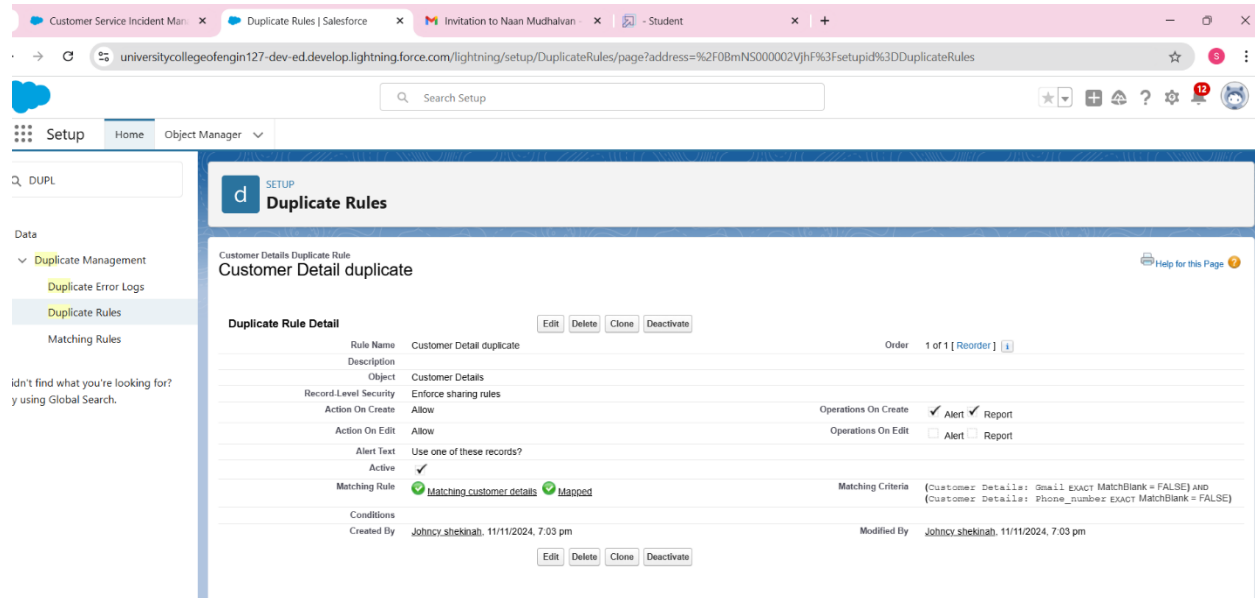 Customer Service Incident Man
Duplicate Rules | Salesforce
Invitation to Naan Mudhalvan -
- Student
universitycollegeofengin127-dev-ed.develop.lightning.force.com/lightning/setup/DuplicateRules/page?address=%2F0BmNS000002VjhF%3Fsetupid%3DDuplicateRules
S
Search Setup
12
Setup
Home
Object Manager
DUPL
Data
Duplicate Management
Duplicate Error Logs
Duplicate Rules
Matching Rules
idn't find what you're looking for?
y using Global Search.
d
SETUP
Duplicate Rules
Customer Details Duplicate Rule
Customer Detail duplicate
Help for this Page ?
Duplicate Rule Detail Edit Delete Clone Deactivate
Rule Name Customer Detail duplicate Order 1 of 1 [ Reorder ] i
Description
Object Customer Details
Record-Level Security Enforce sharing rules
Action On Create Allow Operations On Create Alert Report
Action On Edit Allow Operations On Edit Alert Report
Alert Text Use one of these records?
Active
Matching Rule Matching customer details Mapped Matching Criteria (Customer Details: Gmail EXACT MatchBlank = FALSE) AND
(Customer Details: Phone_number EXACT MatchBlank = FALSE)
Conditions
Created By Johncy shekinah, 11/11/2024, 7:03 pm Modified By Johncy shekinah, 11/11/2024, 7:03 pm
Edit Delete Clone Deactivate